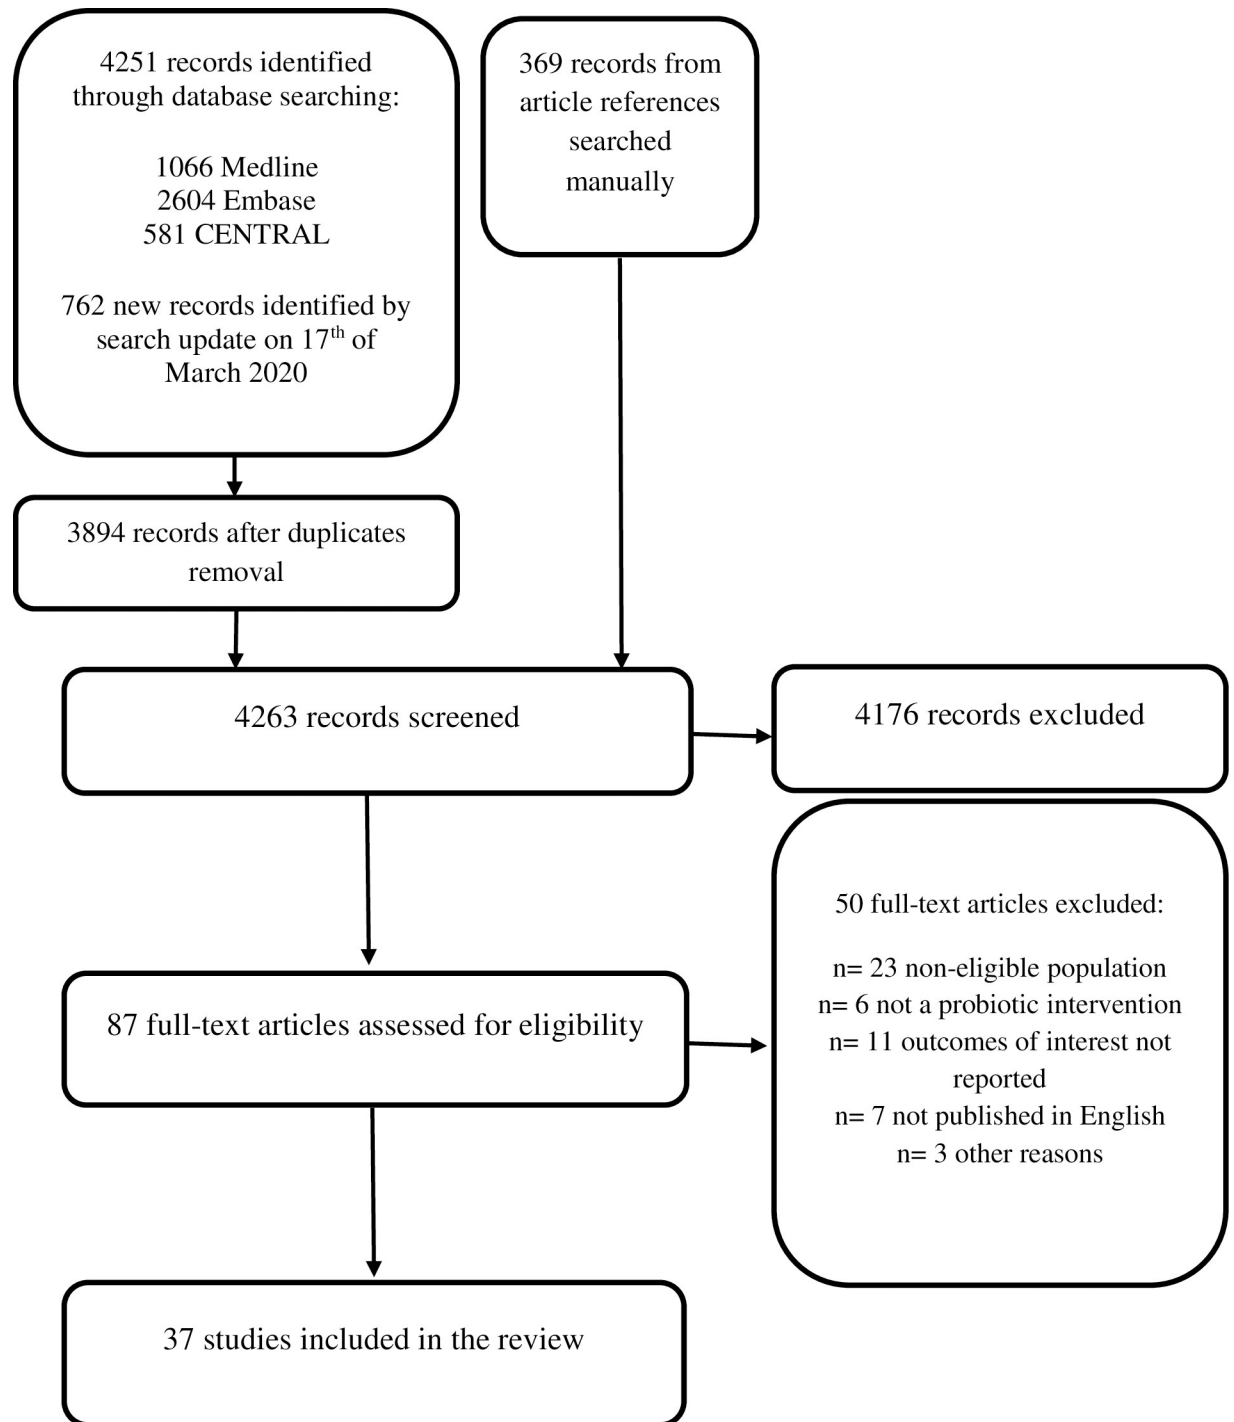 4251 records identified
through database searching:
1066 Medline
2604 Embase
581 CENTRAL
762 new records identified by
search update on 17th of
March 2020
369 records from
article references
searched
manually
3894 records after duplicates
removal
4263 records screened
4176 records excluded
87 full-text articles assessed for eligibility
50 full-text articles excluded:
n= 23 non-eligible population
n= 6 not a probiotic intervention
n= 11 outcomes of interest not
reported
n= 7 not published in English
n= 3 other reasons
37 studies included in the review